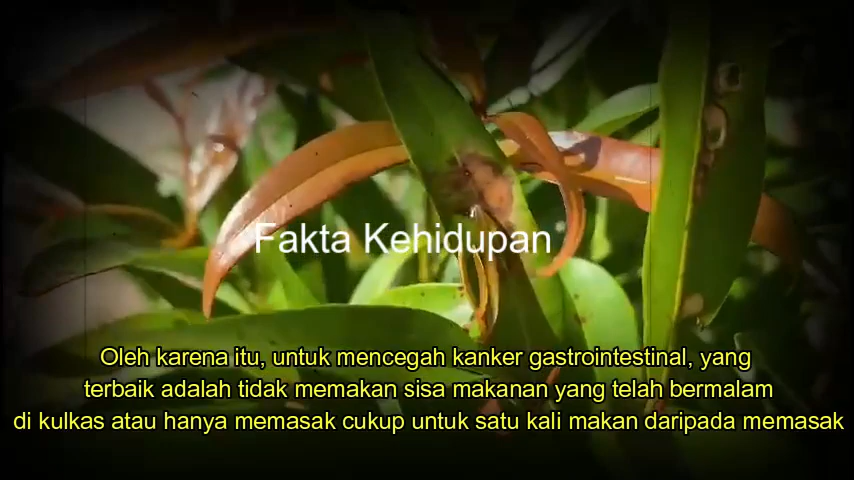 Fakta Kehidupan
Oleh karena itu, untuk mencegah kanker gastrointestinal, yang
terbaik adalah tidak memakan sisa makanan yang telah bermalam
di kulkas atau hanya memasak cukup untuk satu kali makan daripada memasak